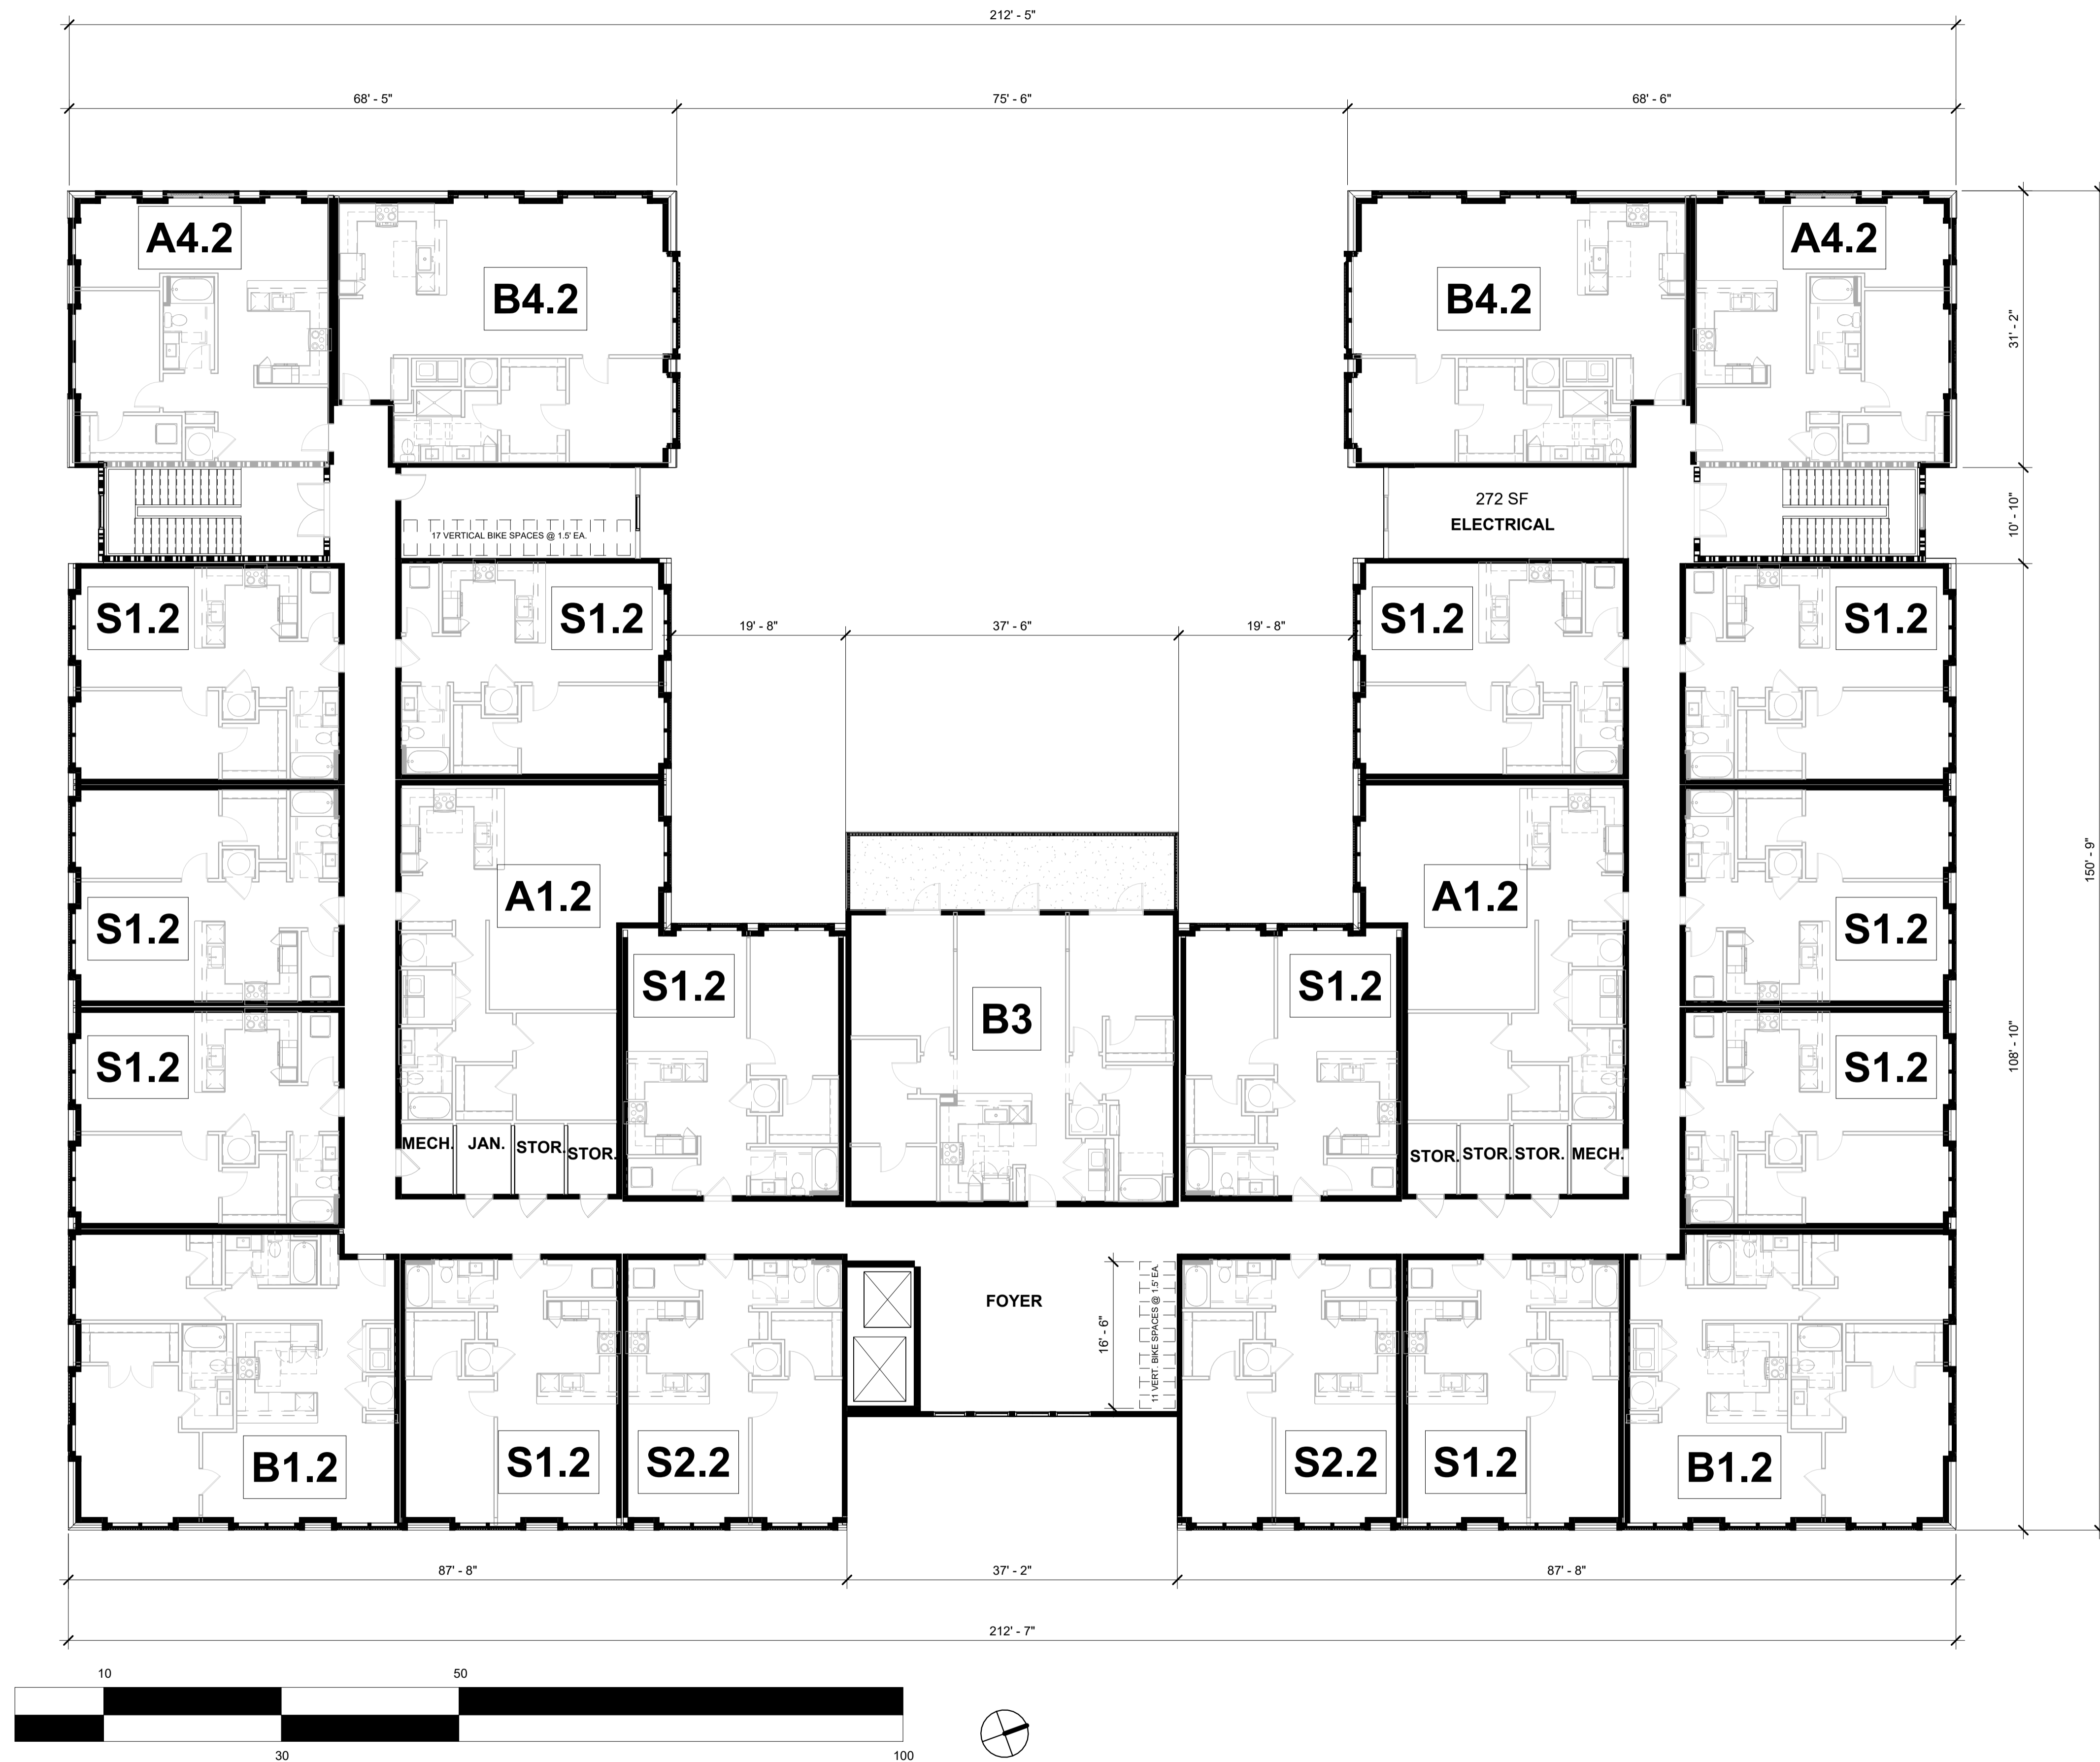 212' - 5"
68' - 5"
75' - 6"
68' - 6"
A4.2
B4.2
B4.2
A4.2
31' - 2"
272 SF
ELECTRICAL
10' - 10"
17 VERTICAL BIKE SPACES @ 1.5' EA.
S1.2
S1.2
S1.2
S1.2
19' - 8"
37' - 6"
19' - 8"
150' - 9"
A1.2
A1.2
S1.2
S1.2
S1.2
S1.2
B3
S1.2
S1.2
108' - 10"
MECH.
JAN.
STOR.
STOR.
STOR.
STOR.
STOR.
MECH.
FOYER
16' - 6"
11 VERT. BIKE SPACES @ 1.5' EA.
B1.2
S1.2
S2.2
S2.2
S1.2
B1.2
87' - 8"
37' - 2"
87' - 8"
212' - 7"
10
50
30
100